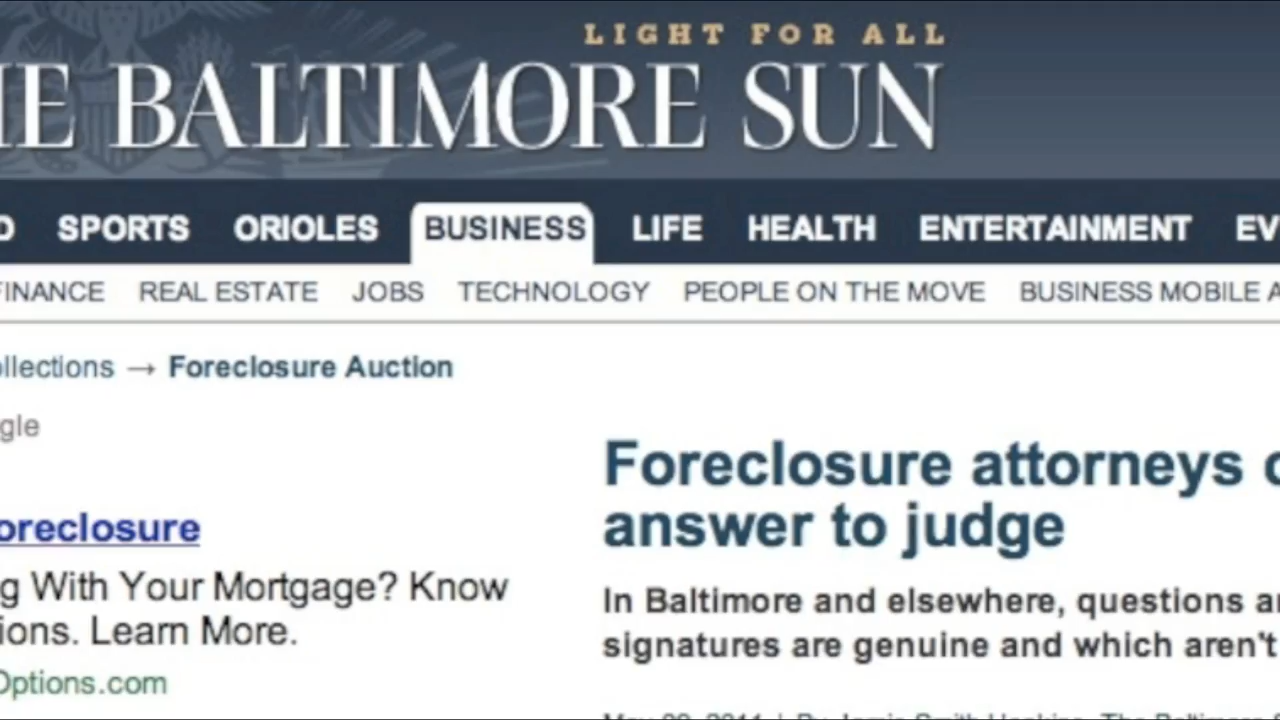 LIGHT FOR ALL
THE BALTIMORE SUN
SPORTS ORIOLES BUSINESS LIFE HEALTH ENTERTAINMENT EV
FINANCE REAL ESTATE JOBS TECHNOLOGY PEOPLE ON THE MOVE BUSINESS MOBILE A
ollections → Foreclosure Auction
gle
Foreclosure attorneys
answer to judge
oreclosure
g With Your Mortgage? Know
ions. Learn More.
Options.com
In Baltimore and elsewhere, questions
signatures are genuine and which aren't